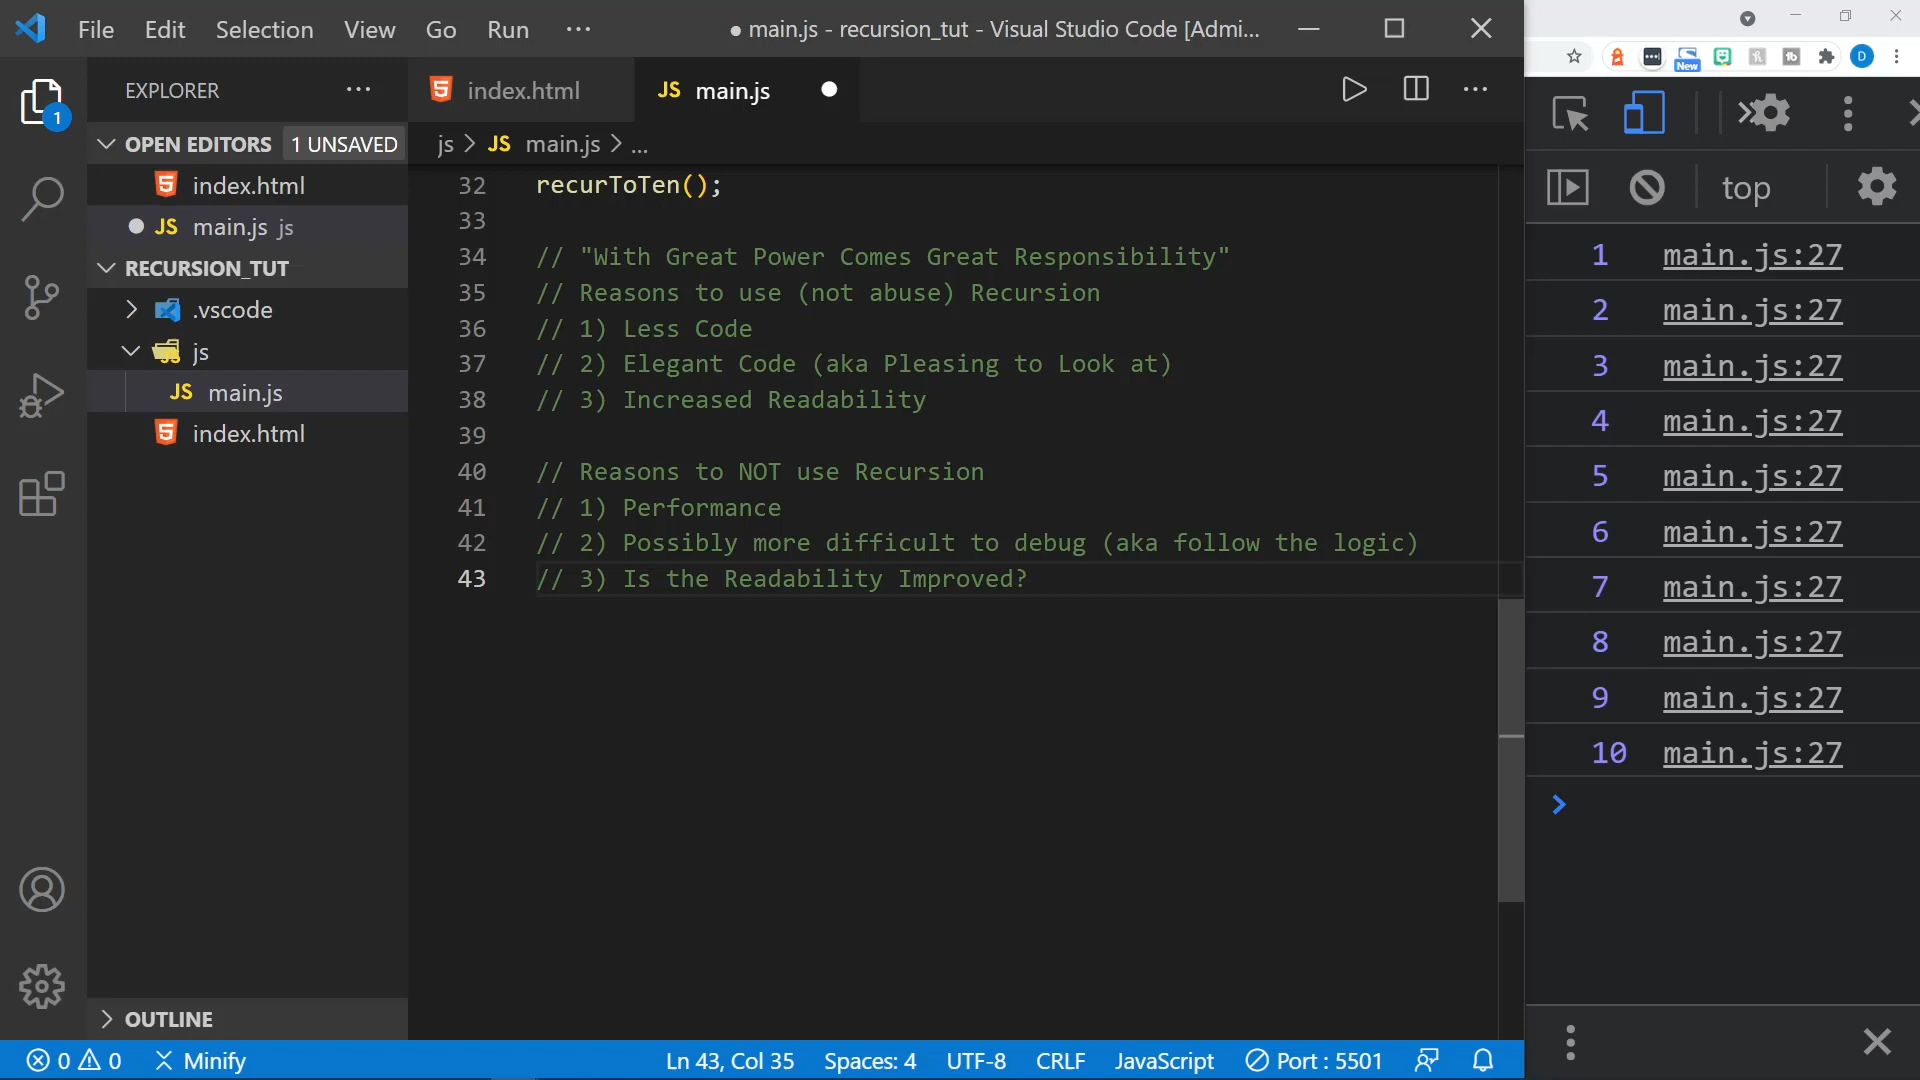 File Edit Selection View Go Run ··· ● main.js - recursion_tut - Visual Studio Code [Admi...
EXPLORER ···
index.html
JS main.js
OPEN EDITORS 1 UNSAVED
index.html
JS main.js js
RECURSION_TUT
.vscode
js
JS main.js
index.html
OUTLINE
1
js > JS main.js > ...
32 recurToTen();
33
34 // "With Great Power Comes Great Responsibility"
35 // Reasons to use (not abuse) Recursion
36 // 1) Less Code
37 // 2) Elegant Code (aka Pleasing to Look at)
38 // 3) Increased Readability
39
40 // Reasons to NOT use Recursion
41 // 1) Performance
42 // 2) Possibly more difficult to debug (aka follow the logic)
43 // 3) Is the Readability Improved?
New
D
top
1 main.js:27
2 main.js:27
3 main.js:27
4 main.js:27
5 main.js:27
6 main.js:27
7 main.js:27
8 main.js:27
9 main.js:27
10 main.js:27
0 0 Minify Ln 43, Col 35 Spaces: 4 UTF-8 CRLF JavaScript Port : 5501